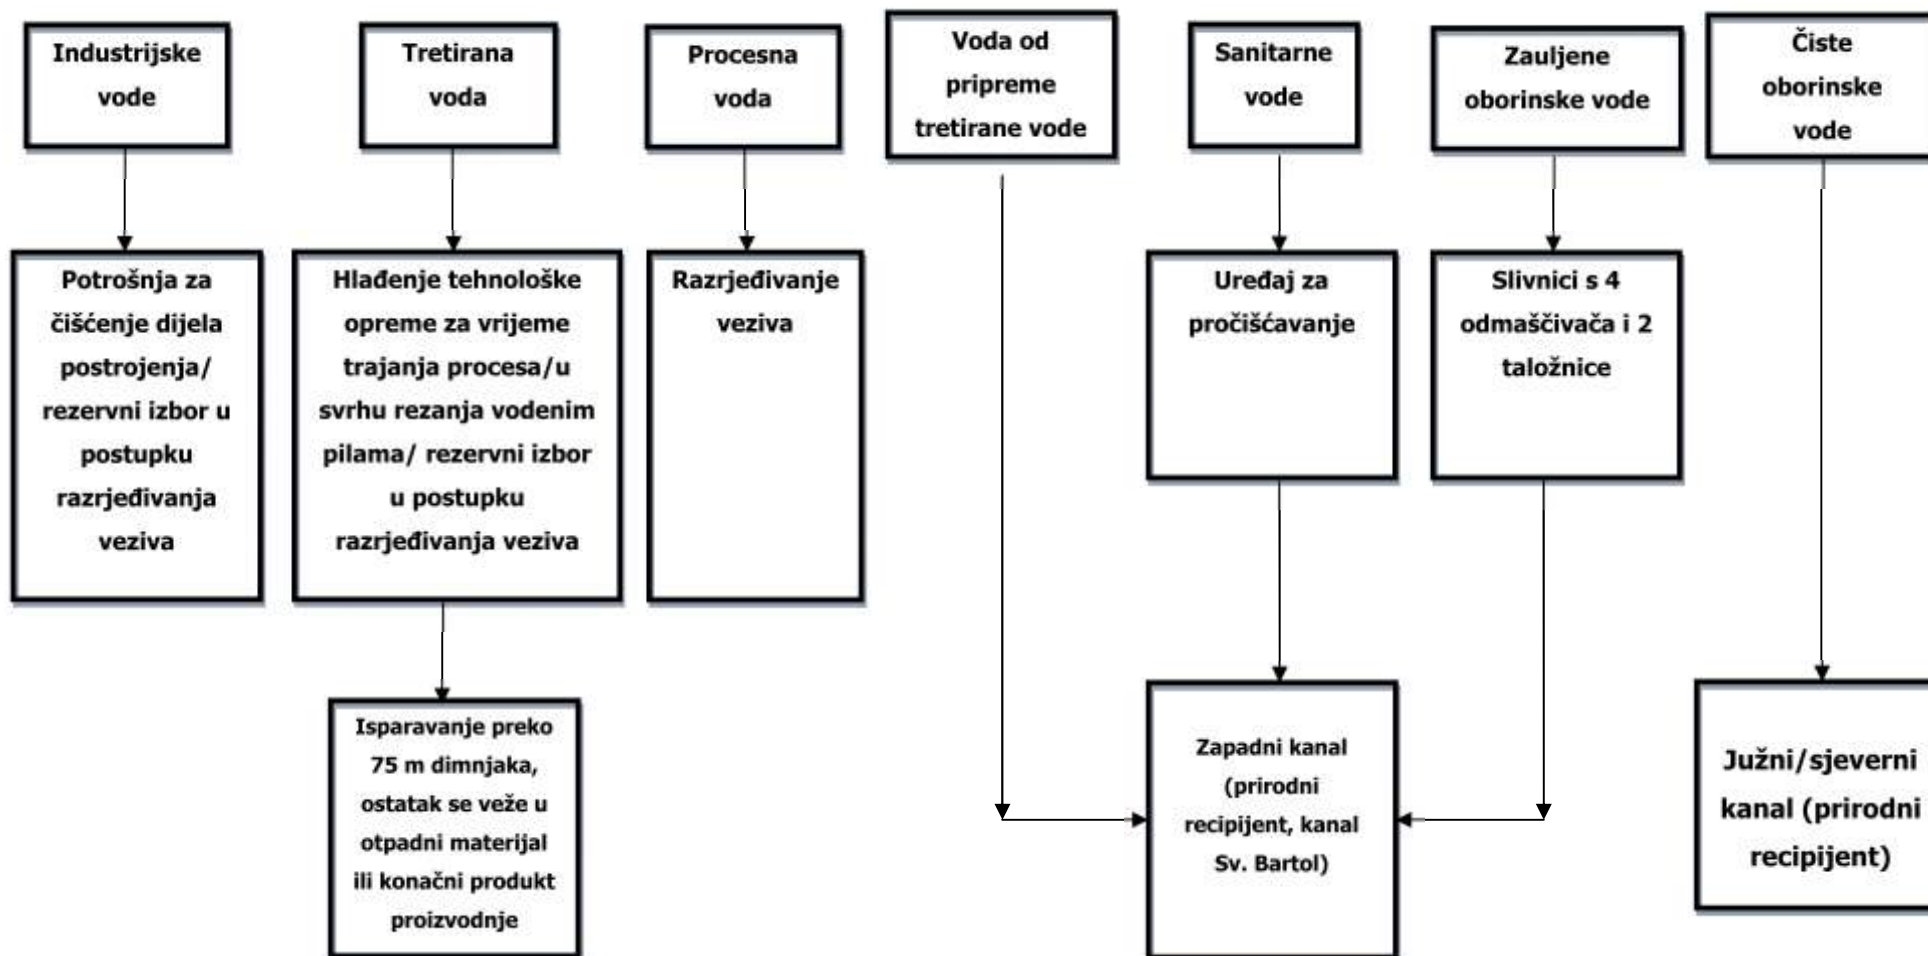 Industrijske
vode
Tretirana
voda
Procesna
voda
Voda od
pripreme
tretirane vode
Sanitarne
vode
Zauljene
oborinske vode
Čiste
oborinske
vode
Potrošnja za
čišćenje dijela
postrojenja/
rezervni izbor u
postupku
razrjeđivanja
veziva
Hlađenje tehnološke
opreme za vrijeme
trajanja procesa/u
svrhu rezanja vodenim
pilama/ rezervni izbor
u postupku
razrjeđivanja veziva
Razrjeđivanje
veziva
Uređaj za
pročišćavanje
Slivnici s 4
odmaščivača i 2
taložnice
Isparavanje preko
75 m dimnjaka,
ostatak se veže u
otpadni materijal
ili konačni produkt
proizvodnje
Zapadni kanal
(prirodni
recipijent, kanal
Sv. Bartol)
Južni/sjeverni
kanal (prirodni
recipijent)